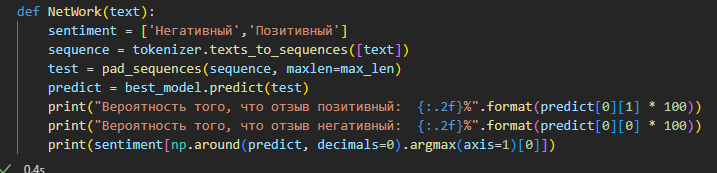 def NetWork(text):
    sentiment = ['Негативный','Позитивный']
    sequence = tokenizer.texts_to_sequences([text])
    test = pad_sequences(sequence, maxlen=max_len)
    predict = best_model.predict(test)
    print("Вероятность того, что отзыв позитивный:  {:.2f}%".format(predict[0][1] * 100))
    print("Вероятность того, что отзыв негативный:  {:.2f}%".format(predict[0][0] * 100))
    print(sentiment[np.around(predict, decimals=0).argmax(axis=1)[0]])
0.4s